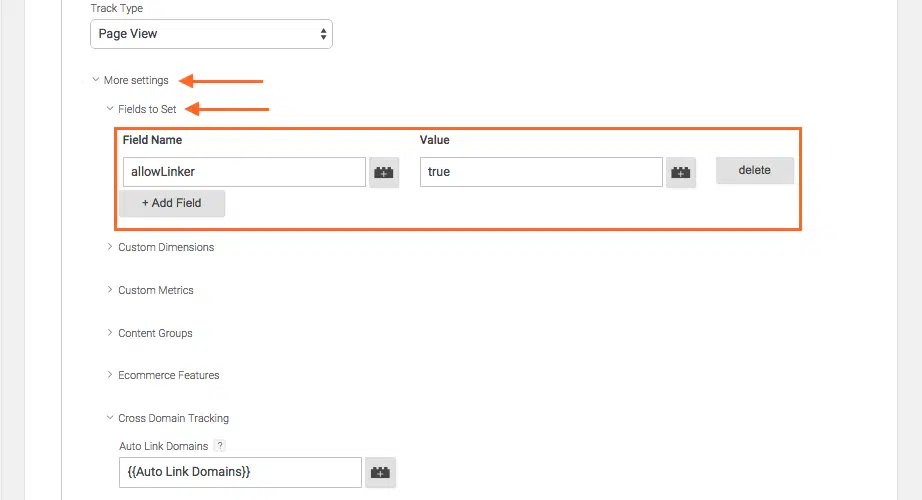 Track Type
Page View
More settings
Fields to Set
Field Name Value
allowLinker true delete
+ Add Field
Custom Dimensions
Custom Metrics
Content Groups
Ecommerce Features
Cross Domain Tracking
Auto Link Domains ?
{{Auto Link Domains}}